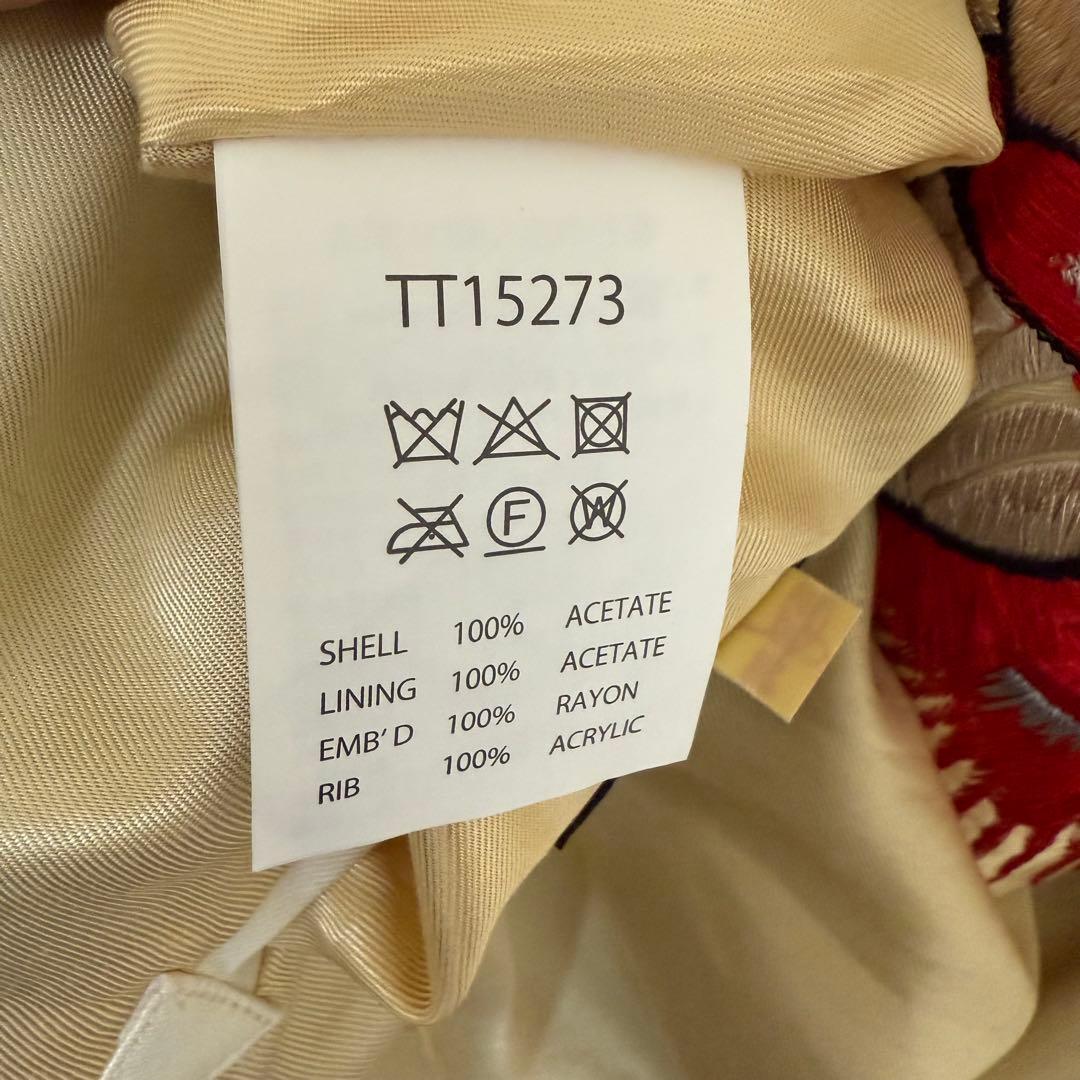 TT15273
F W
SHELL 100% ACETATE
LINING 100% ACETATE
EMB'D 100% RAYON
RIB 100% ACRYLIC